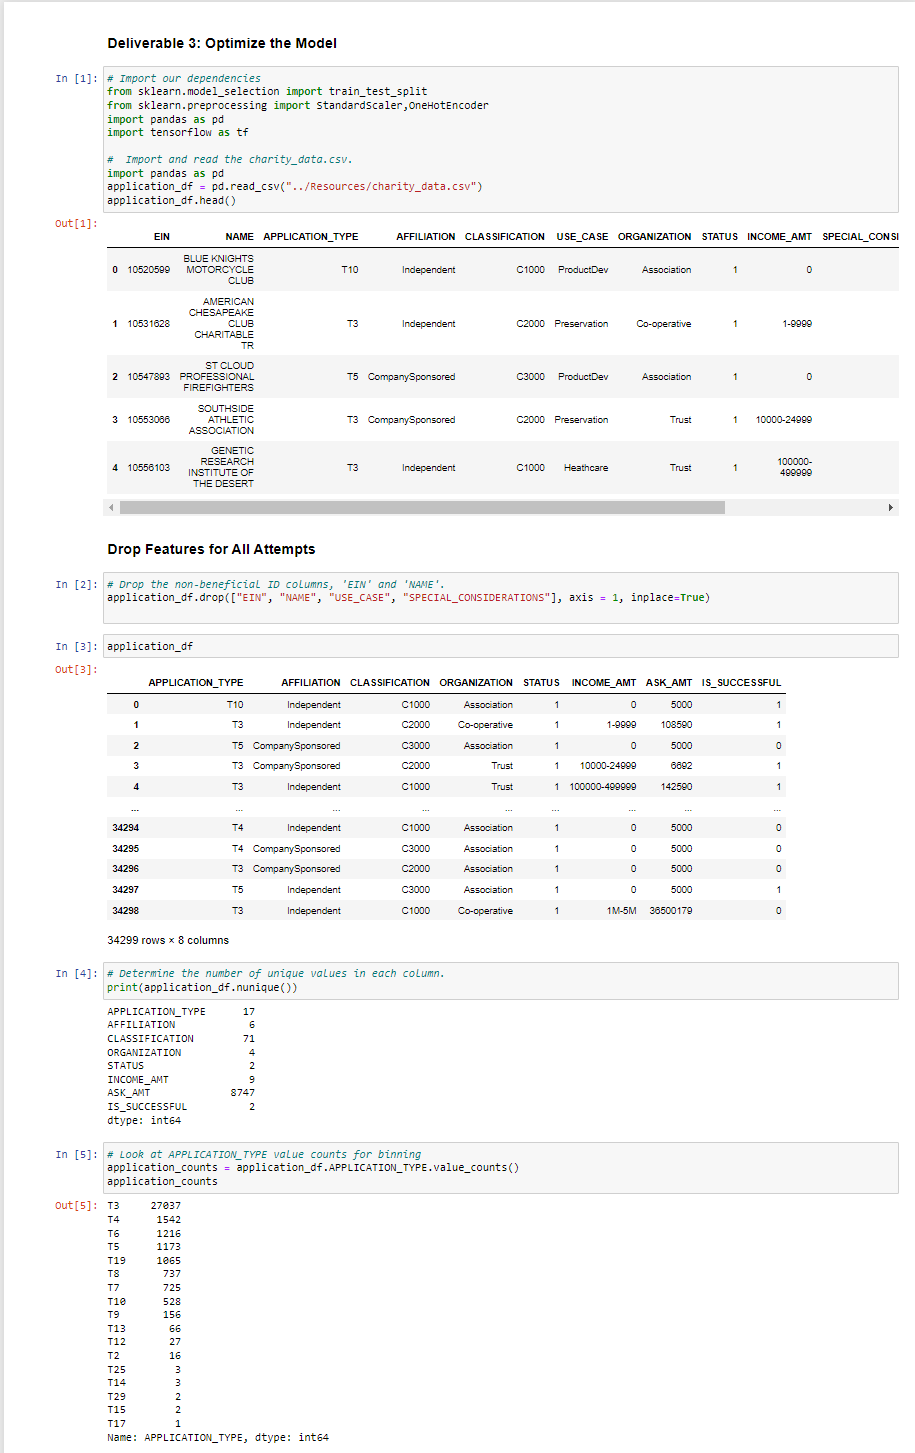 Deliverable 3: Optimize the Model
In [1]: # Import our dependencies
from sklearn.model_selection import train_test_split
from sklearn.preprocessing import StandardScaler,OneHotEncoder
import pandas as pd
import tensorflow as tf
#  Import and read the charity_data.csv.
import pandas as pd
application_df = pd.read_csv("../Resources/charity_data.csv")
application_df.head()
Out[1]:
EIN NAME APPLICATION_TYPE AFFILIATION CLASSIFICATION USE_CASE ORGANIZATION STATUS INCOME_AMT SPECIAL_CONSI
0 10520599 BLUE KNIGHTS MOTORCYCLE CLUB T10 Independent C1000 ProductDev Association 1 0
1 10531628 AMERICAN CHESAPEAKE CLUB CHARITABLE TR T3 Independent C2000 Preservation Co-operative 1 1-9999
2 10547893 ST CLOUD PROFESSIONAL FIREFIGHTERS T5 CompanySponsored C3000 ProductDev Association 1 0
3 10553066 SOUTHSIDE ATHLETIC ASSOCIATION T3 CompanySponsored C2000 Preservation Trust 1 10000-24999
4 10556103 GENETIC RESEARCH INSTITUTE OF THE DESERT T3 Independent C1000 Heathcare Trust 1 100000-499999
Drop Features for All Attempts
In [2]: # Drop the non-beneficial ID columns, 'EIN' and 'NAME'.
application_df.drop(["EIN", "NAME", "USE_CASE", "SPECIAL_CONSIDERATIONS"], axis = 1, inplace=True)
In [3]: application_df
Out[3]:
APPLICATION_TYPE AFFILIATION CLASSIFICATION ORGANIZATION STATUS INCOME_AMT ASK_AMT IS_SUCCESSFUL
0 T10 Independent C1000 Association 1 0 5000 1
1 T3 Independent C2000 Co-operative 1 1-9999 108590 1
2 T5 CompanySponsored C3000 Association 1 0 5000 0
3 T3 CompanySponsored C2000 Trust 1 10000-24999 6692 1
4 T3 Independent C1000 Trust 1 100000-499999 142590 1
... ... ... ... ... ... ... ... ...
34294 T4 Independent C1000 Association 1 0 5000 0
34295 T4 CompanySponsored C3000 Association 1 0 5000 0
34296 T3 CompanySponsored C2000 Association 1 0 5000 0
34297 T5 Independent C3000 Association 1 0 5000 1
34298 T3 Independent C1000 Co-operative 1 1M-5M 36500179 0
34299 rows × 8 columns
In [4]: # Determine the number of unique values in each column.
print(application_df.nunique())
APPLICATION_TYPE 17
AFFILIATION 6
CLASSIFICATION 71
ORGANIZATION 4
STATUS 2
INCOME_AMT 9
ASK_AMT 8747
IS_SUCCESSFUL 2
dtype: int64
In [5]: # Look at APPLICATION_TYPE value counts for binning
application_counts = application_df.APPLICATION_TYPE.value_counts()
application_counts
Out[5]: T3 27037
T4 1542
T6 1216
T5 1173
T19 1065
T8 737
T7 725
T10 528
T9 156
T13 66
T12 27
T2 16
T25 3
T14 3
T29 2
T15 2
T17 1
Name: APPLICATION_TYPE, dtype: int64